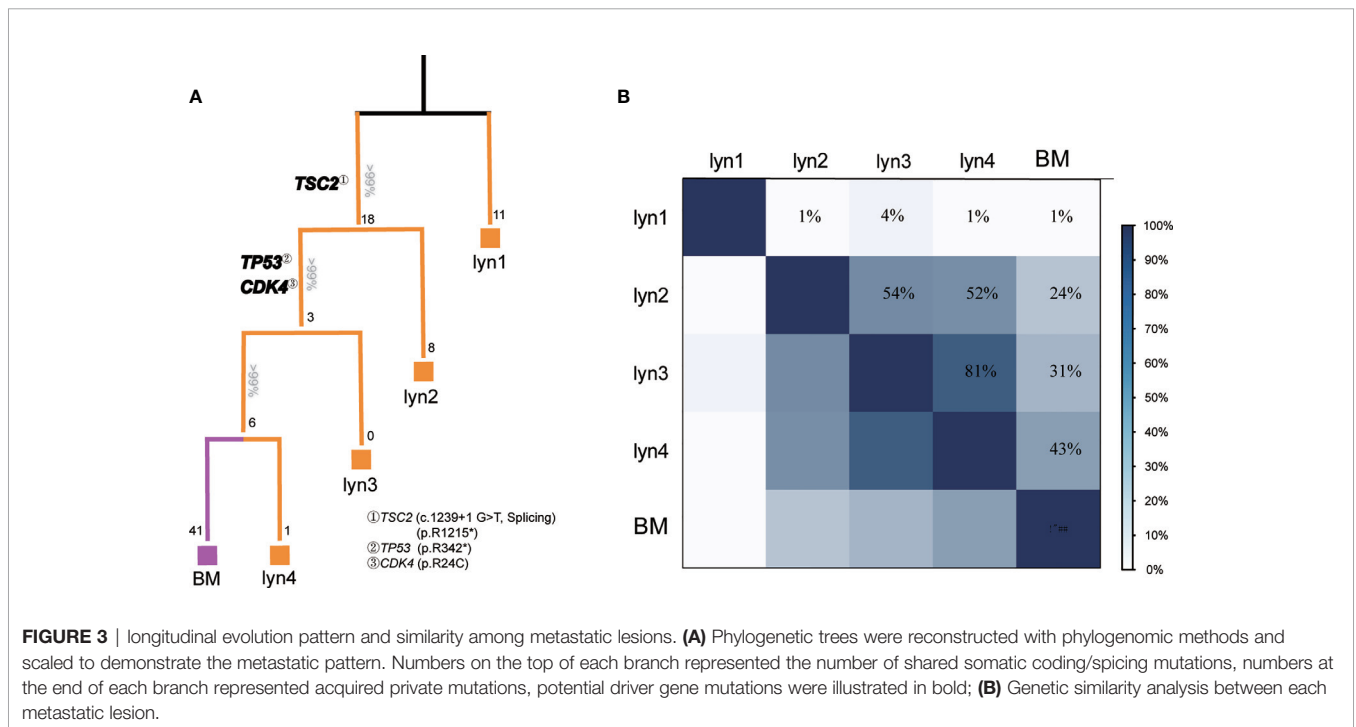 A
TSC2①
>99%
18
11
lyn1
TP53②
CDK4③
>99%
3
8
lyn2
>99%
6
0
lyn3
41
1
BM
lyn4
①TSC2 (c.1239+1 G>T, Splicing)
(p.R1215*)
②TP53 (p.R342*)
③CDK4 (p.R24C)
B
lyn1 lyn2 lyn3 lyn4 BM
lyn1 1% 4% 1% 1%
lyn2 54% 52% 24%
lyn3 81% 31%
lyn4 43%
BM
100%
90%
80%
70%
60%
50%
40%
30%
20%
10%
0%
FIGURE 3 | longitudinal evolution pattern and similarity among metastatic lesions. (A) Phylogenetic trees were reconstructed with phylogenomic methods and
scaled to demonstrate the metastatic pattern. Numbers on the top of each branch represented the number of shared somatic coding/spicing mutations, numbers at
the end of each branch represented acquired private mutations, potential driver gene mutations were illustrated in bold; (B) Genetic similarity analysis between each
metastatic lesion.